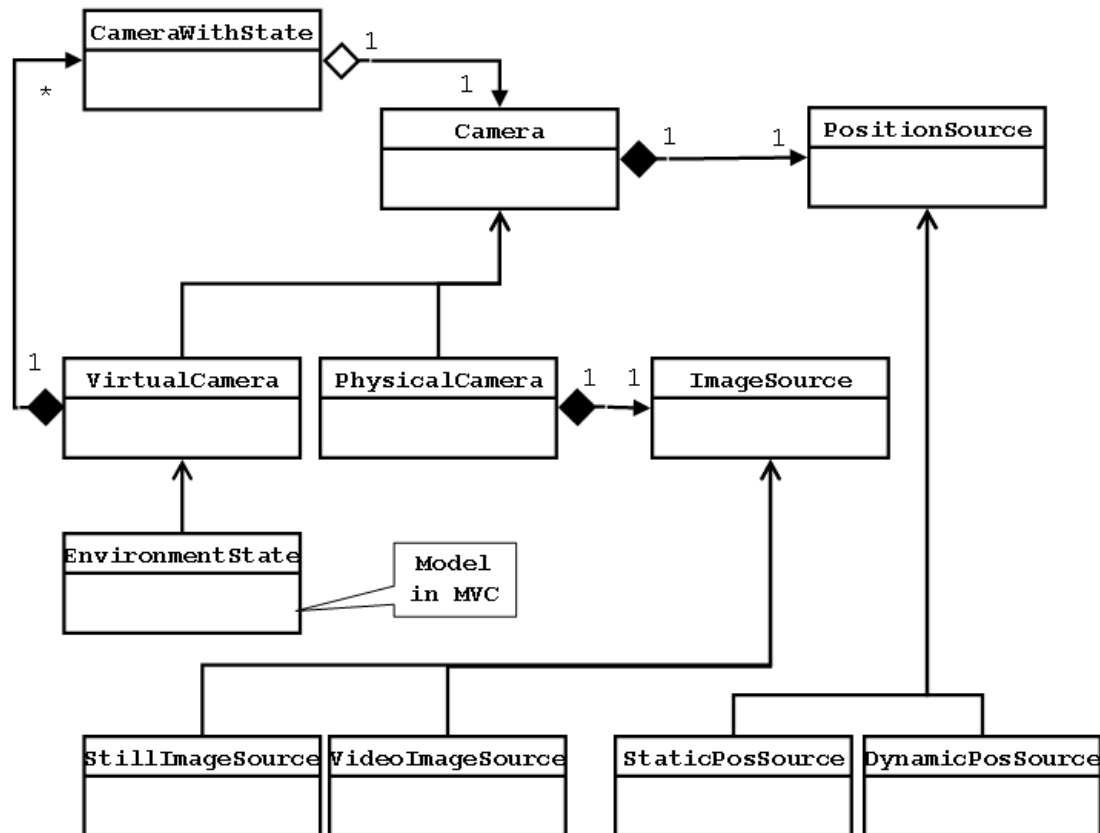 CameraWithState
1
*
1
Camera
PositionSource
1
1
1
VirtualCamera
PhysicalCamera
1
1
ImageSource
EnvironmentState
Model
in MVC
StillImageSource
VideoImageSource
StaticPosSource
DynamicPosSource